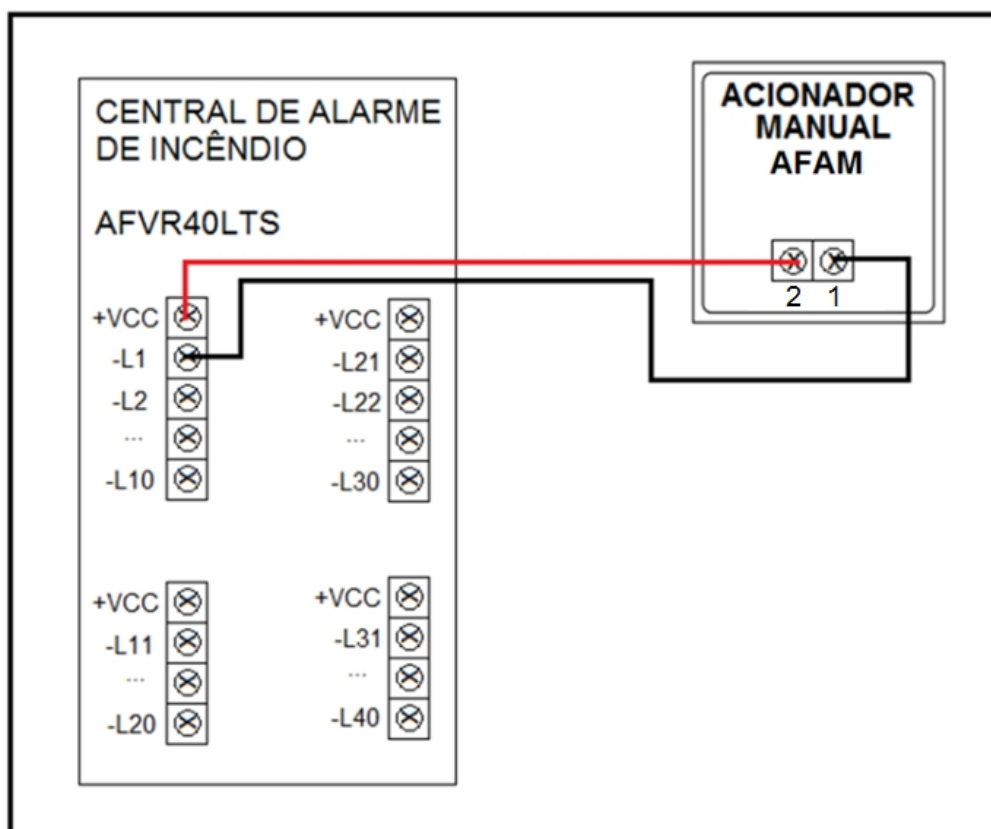 CENTRAL DE ALARME
DE INCÊNDIO
AFVR40LTS
+VCC
-L1
-L2
...
-L10
+VCC
-L21
-L22
...
-L30
+VCC
-L11
...
-L20
+VCC
-L31
...
-L40
ACIONADOR
MANUAL
AFAM
2 1